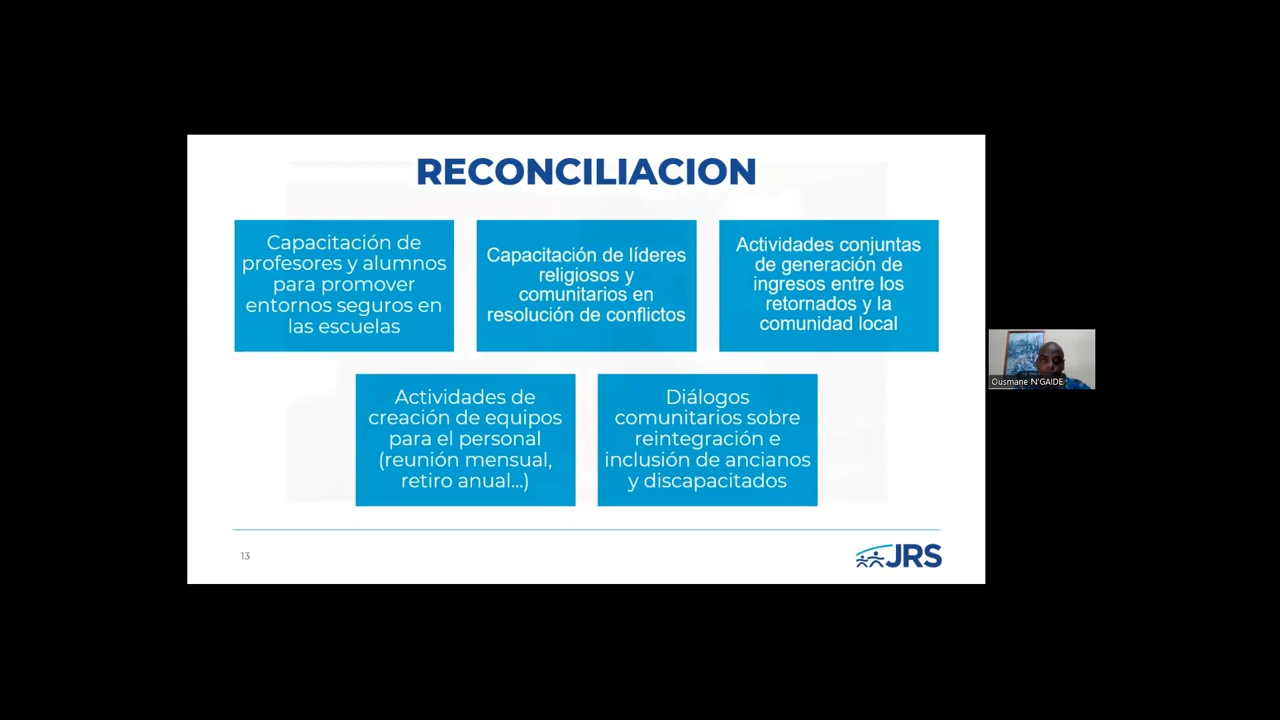 RECONCILIACION
Capacitación de
profesores y alumnos
para promover
entornos seguros en
las escuelas
Capacitación de líderes
religiosos y
comunitarios en
resolución de conflictos
Actividades conjuntas
de generación de
ingresos entre los
retornados y la
comunidad local
Actividades de
creación de equipos
para el personal
(reunión mensual,
retiro anual...)
Diálogos
comunitarios sobre
reintegración e
inclusión de ancianos
y discapacitados
13
JRS
Ousmane N'GAIDE